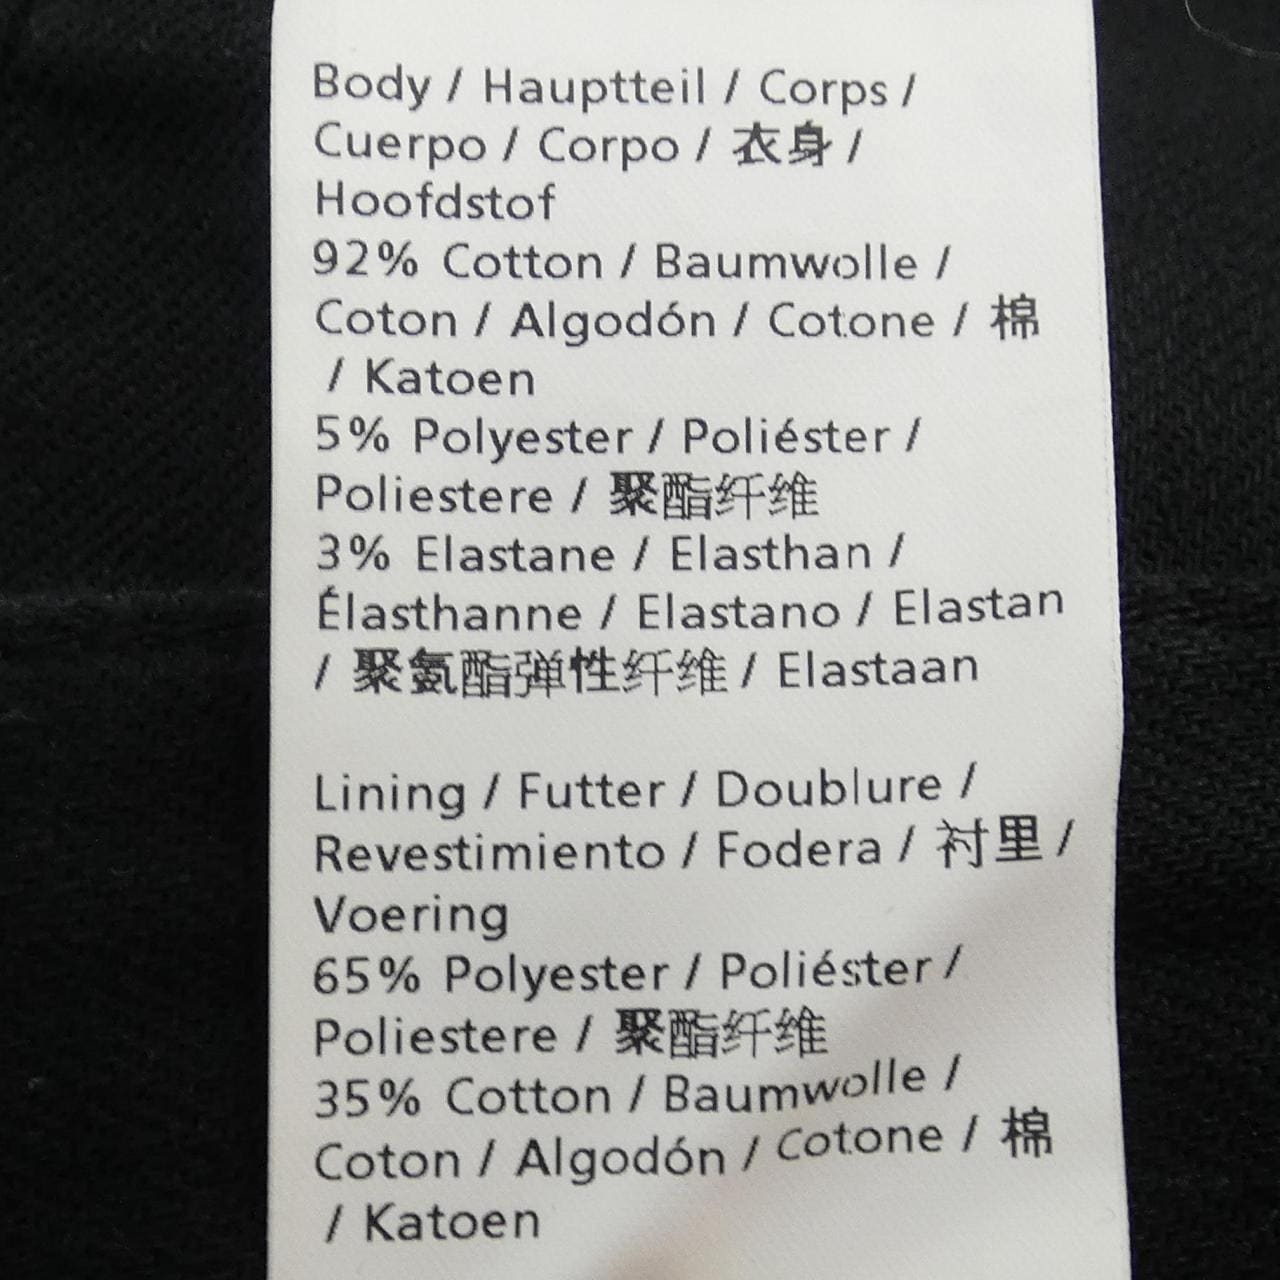 Body / Hauptteil / Corps /
Cuerpo / Corpo / 衣身 /
Hoofdstof
92% Cotton / Baumwolle /
Coton / Algodón / Cotone / 棉
/ Katoen
5% Polyester / Poliéster /
Poliestere / 聚酯纤维
3% Elastane / Elasthan /
Élasthanne / Elastano / Elastan
/ 聚氨酯弹性纤维 / Elastaan
Lining / Futter / Doublure /
Revestimiento / Fodera / 衬里 /
Voering
65% Polyester / Poliéster /
Poliestere / 聚酯纤维
35% Cotton / Baumwolle /
Coton / Algodón / Cotone / 棉
/ Katoen